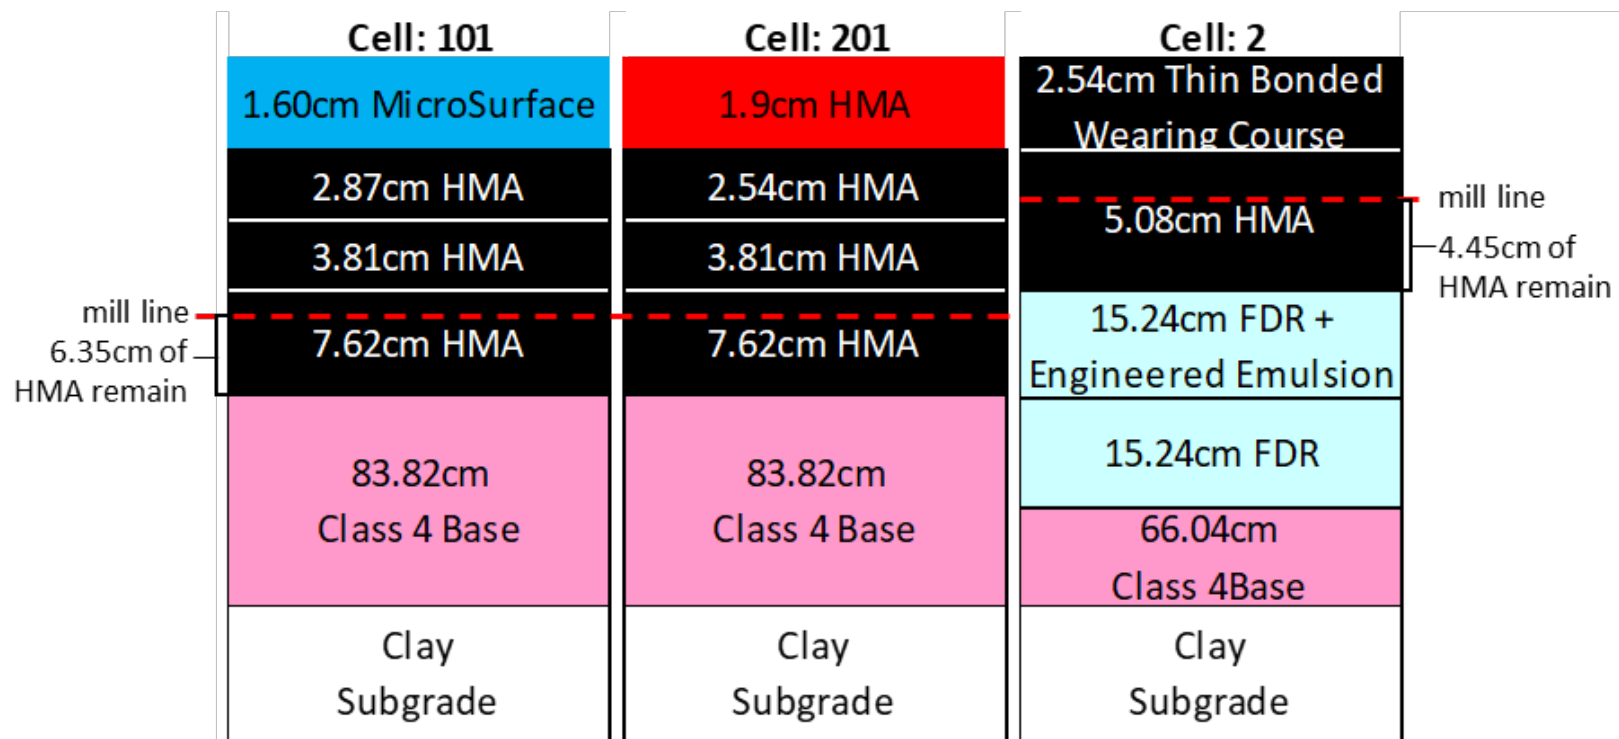 Cell: 101
1.60cm MicroSurface
2.87cm HMA
3.81cm HMA
7.62cm HMA
83.82cm
Class 4 Base
Clay
Subgrade
mill line
6.35cm of
HMA remain
Cell: 201
1.9cm HMA
2.54cm HMA
3.81cm HMA
7.62cm HMA
83.82cm
Class 4 Base
Clay
Subgrade
Cell: 2
2.54cm Thin Bonded
Wearing Course
5.08cm HMA
15.24cm FDR +
Engineered Emulsion
15.24cm FDR
66.04cm
Class 4Base
Clay
Subgrade
mill line
4.45cm of
HMA remain